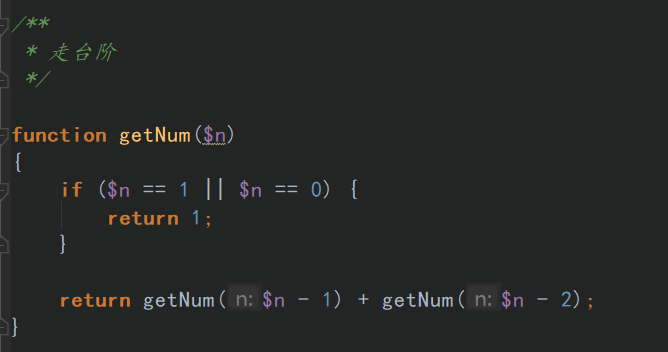 /**
 * 走台阶
 */
function getNum($n)
{
    if ($n == 1 || $n == 0) {
        return 1;
    }
    return getNum( n: $n - 1) + getNum( n: $n - 2);
}